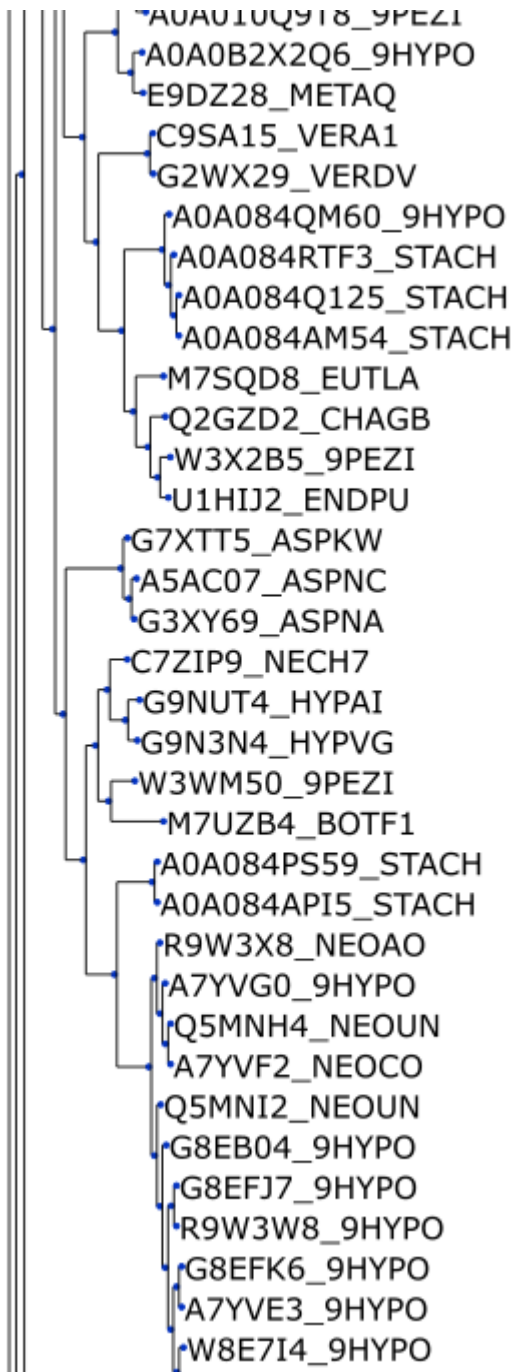 A0A010Q9T8_9PEZI
A0A0B2X2Q6_9HYPO
E9DZ28_METAQ
C9SA15_VERA1
G2WX29_VERDV
A0A084QM60_9HYPO
A0A084RTF3_STACH
A0A084Q125_STACH
A0A084AM54_STACH
M7SQD8_EUTLA
Q2GZD2_CHAGB
W3X2B5_9PEZI
U1HIJ2_ENDPU
G7XTT5_ASPKW
A5AC07_ASPNC
G3XY69_ASPNA
C7ZIP9_NECH7
G9NUT4_HYPAI
G9N3N4_HYPVG
W3WM50_9PEZI
M7UZB4_BOTF1
A0A084PS59_STACH
A0A084API5_STACH
R9W3X8_NEOAO
A7YVG0_9HYPO
Q5MNH4_NEOUN
A7YVF2_NEOCO
Q5MNI2_NEOUN
G8EB04_9HYPO
G8EFJ7_9HYPO
R9W3W8_9HYPO
G8EFK6_9HYPO
A7YVE3_9HYPO
W8E7I4_9HYPO